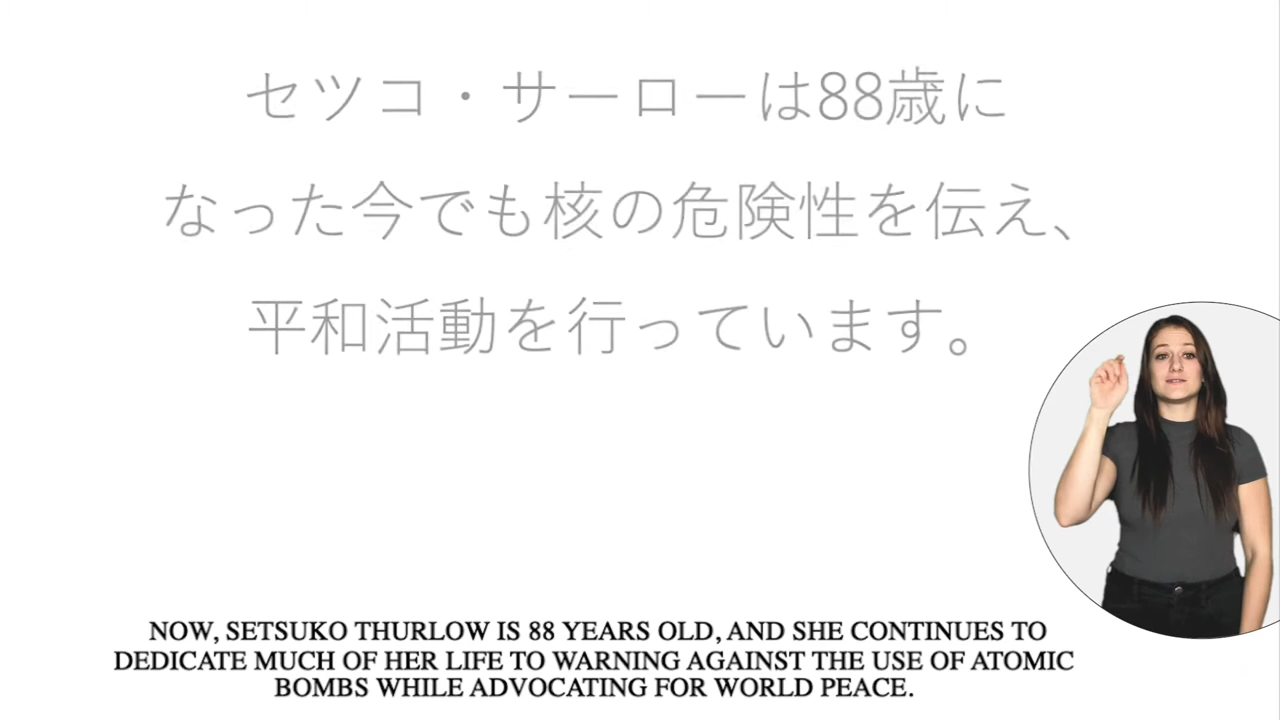 セツコ・サーローは88歳に
なった今でも核の危険性を伝え、
平和活動を行っています。
NOW, SETSUKO THURLOW IS 88 YEARS OLD, AND SHE CONTINUES TO
DEDICATE MUCH OF HER LIFE TO WARNING AGAINST THE USE OF ATOMIC
BOMBS WHILE ADVOCATING FOR WORLD PEACE.